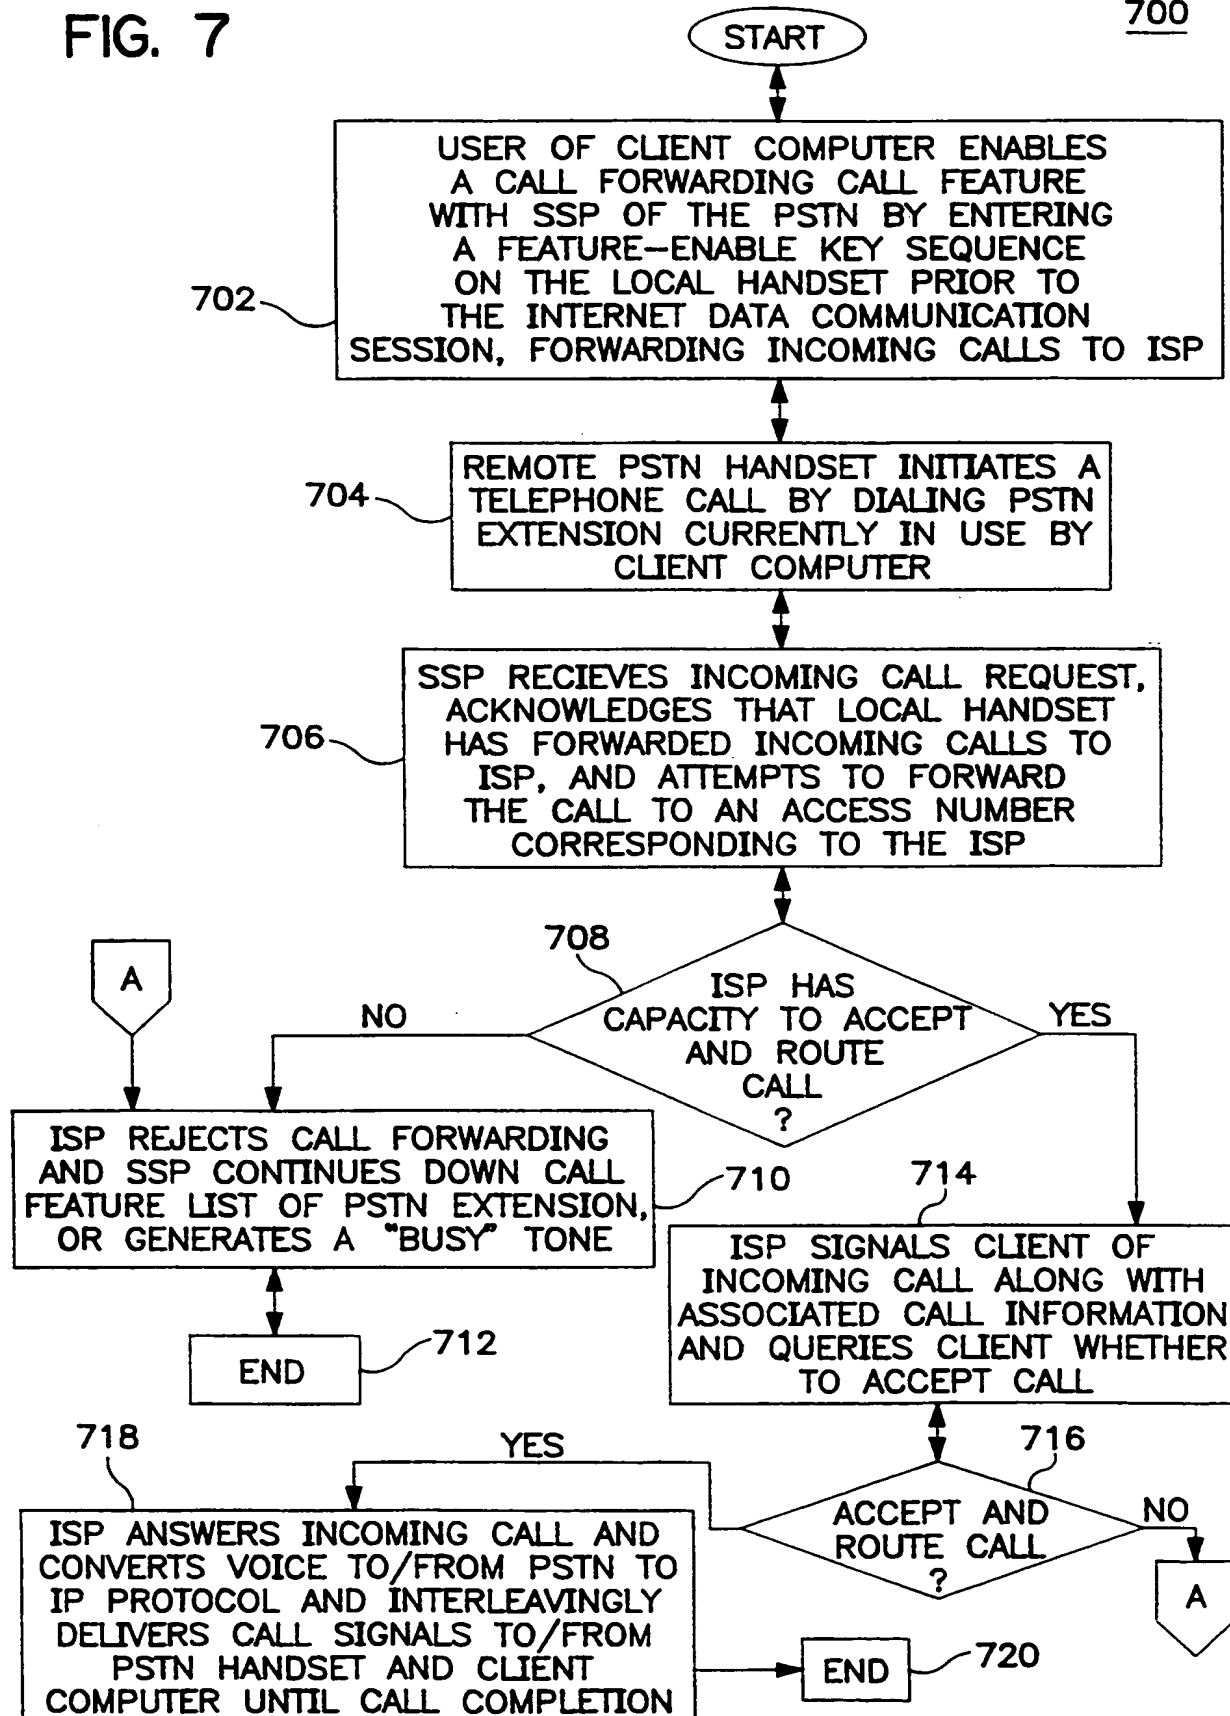 FIG. 7
700
START
USER OF CLIENT COMPUTER ENABLES
A CALL FORWARDING CALL FEATURE
WITH SSP OF THE PSTN BY ENTERING
A FEATURE-ENABLE KEY SEQUENCE
ON THE LOCAL HANDSET PRIOR TO
THE INTERNET DATA COMMUNICATION
SESSION, FORWARDING INCOMING CALLS TO ISP
702
REMOTE PSTN HANDSET INITIATES A
TELEPHONE CALL BY DIALING PSTN
EXTENSION CURRENTLY IN USE BY
CLIENT COMPUTER
704
SSP RECIEVES INCOMING CALL REQUEST,
ACKNOWLEDGES THAT LOCAL HANDSET
HAS FORWARDED INCOMING CALLS TO
ISP, AND ATTEMPTS TO FORWARD
THE CALL TO AN ACCESS NUMBER
CORRESPONDING TO THE ISP
706
708
ISP HAS
CAPACITY TO ACCEPT
AND ROUTE
CALL
?
NO
YES
A
ISP REJECTS CALL FORWARDING
AND SSP CONTINUES DOWN CALL
FEATURE LIST OF PSTN EXTENSION,
OR GENERATES A "BUSY" TONE
710
END
712
714
ISP SIGNALS CLIENT OF
INCOMING CALL ALONG WITH
ASSOCIATED CALL INFORMATION
AND QUERIES CLIENT WHETHER
TO ACCEPT CALL
716
ACCEPT AND
ROUTE CALL
?
YES
NO
A
718
ISP ANSWERS INCOMING CALL AND
CONVERTS VOICE TO/FROM PSTN TO
IP PROTOCOL AND INTERLEAVINGLY
DELIVERS CALL SIGNALS TO/FROM
PSTN HANDSET AND CLIENT
COMPUTER UNTIL CALL COMPLETION
END
720